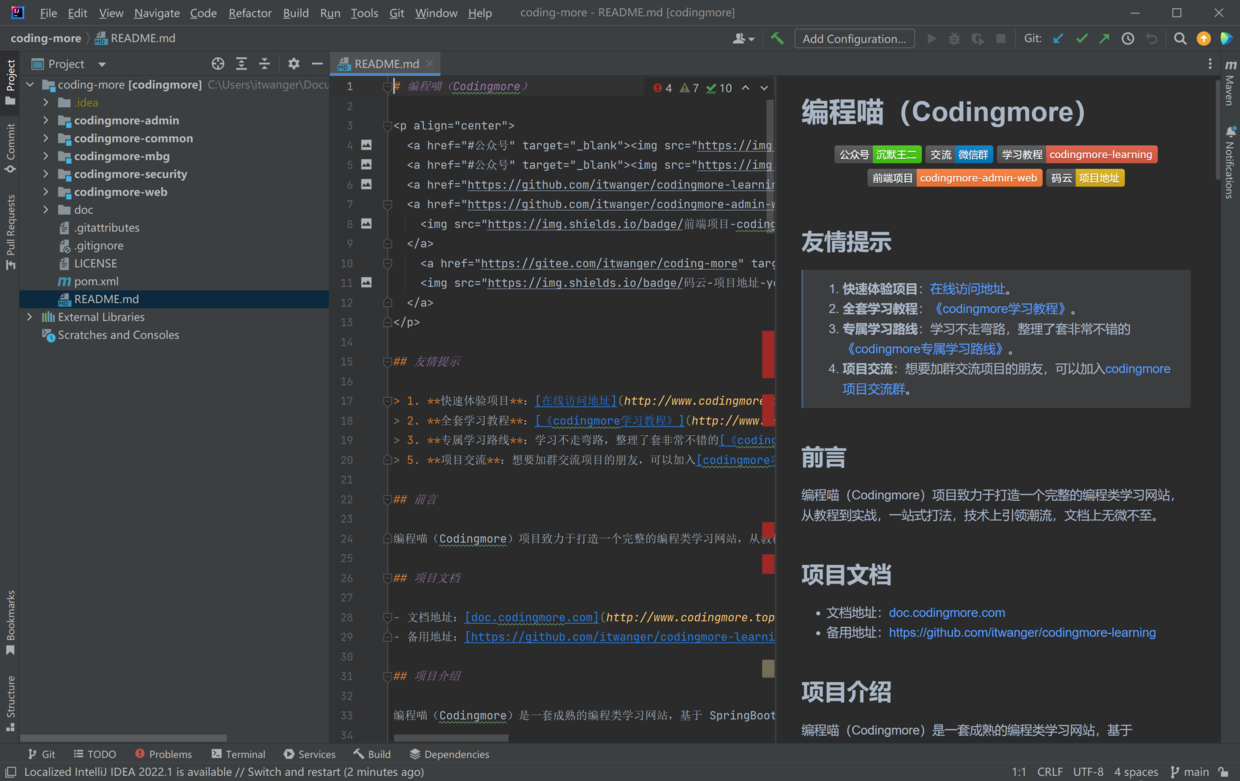 File Edit View Navigate Code Refactor Build Run Tools Git Window Help coding-more - README.md [codingmore]
coding-more README.md Add Configuration... Git:
Project README.md
Project
Commit
Pull Requests
Bookmarks
Structure
coding-more [codingmore] C:\Users\itwanger\Docu
.idea
codingmore-admin
codingmore-common
codingmore-mbg
codingmore-security
codingmore-web
doc
.gitattributes
.gitignore
LICENSE
pom.xml
README.md
External Libraries
Scratches and Consoles
4 7 10
1 # 编程喵（Codingmore）
2
3 <p align="center">
4 <a href="#公众号" target="_blank"><img src="https://img
5 <a href="#公众号" target="_blank"><img src="https://img
6 <a href="https://github.com/itwanger/codingmore-learnin
7 <a href="https://github.com/itwanger/codingmore-admin-w
8 <img src="https://img.shields.io/badge/前端项目-coding
9 </a>
10 <a href="https://gitee.com/itwanger/coding-more" targ
11 <img src="https://img.shields.io/badge/码云-项目地址-ye
12 </a>
13 </p>
14
15 ## 友情提示
16
17 > 1. **快速体验项目**：[在线访问地址](http://www.codingmore
18 > 2. **全套学习教程**：[《codingmore学习教程》](http://www.
19 > 3. **专属学习路线**：学习不走弯路，整理了套非常不错的[《coding
20 > 5. **项目交流**：想要加群交流项目的朋友，可以加入[codingmore项
21
22 ## 前言
23
24 编程喵（Codingmore）项目致力于打造一个完整的编程类学习网站，从教程
25
26 ## 项目文档
27
28 - 文档地址：[doc.codingmore.com](http://www.codingmore.top
29 - 备用地址：[https://github.com/itwanger/codingmore-learni
30
31 ## 项目介绍
32
33 编程喵（Codingmore）是一套成熟的编程类学习网站，基于 SpringBoot
34
编程喵（Codingmore）
公众号 沉默王二 交流 微信群 学习教程 codingmore-learning
前端项目 codingmore-admin-web 码云 项目地址
友情提示
1. 快速体验项目：在线访问地址。
2. 全套学习教程：《codingmore学习教程》。
3. 专属学习路线：学习不走弯路，整理了套非常不错的
《codingmore专属学习路线》。
4. 项目交流：想要加群交流项目的朋友，可以加入codingmore
项目交流群。
前言
编程喵（Codingmore）项目致力于打造一个完整的编程类学习网站，
从教程到实战，一站式打法，技术上引领潮流，文档上无微不至。
项目文档
• 文档地址：doc.codingmore.com
• 备用地址：https://github.com/itwanger/codingmore-learning
项目介绍
编程喵（Codingmore）是一套成熟的编程类学习网站，基于
m
Maven
Notifications
Git TODO Problems Terminal Services Build Dependencies
Localized IntelliJ IDEA 2022.1 is available // Switch and restart (2 minutes ago) 1:1 CRLF UTF-8 4 spaces main